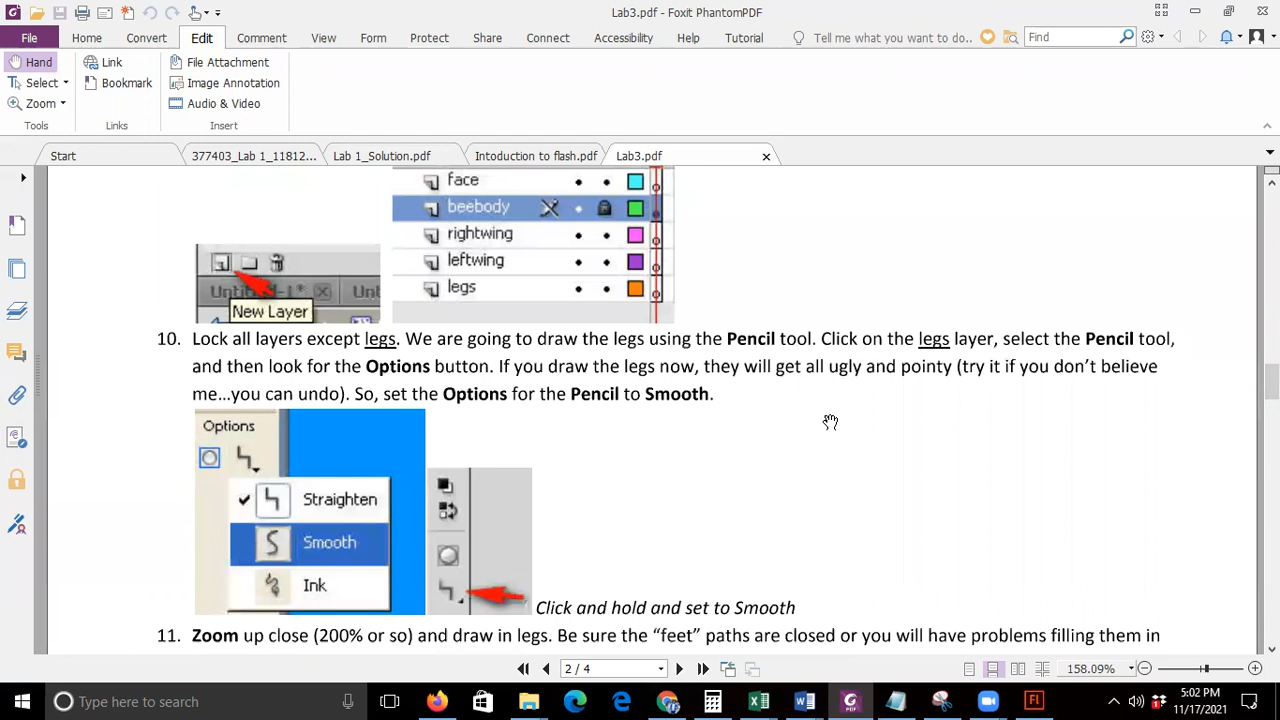 Lab3.pdf - Foxit PhantomPDF
File Home Convert Edit Comment View Form Protect Share Connect Accessibility Help Tutorial Tell me what you want to do.. Find
Hand Link File Attachment
Select Bookmark Image Annotation
Zoom Audio & Video
Tools Links Insert
Start 377403_Lab 1_11812... Lab 1_Solution.pdf Intoduction to flash.pdf Lab3.pdf
face
beebody
rightwing
leftwing
legs
Untitled-1* Unt
New Layer
10. Lock all layers except legs. We are going to draw the legs using the Pencil tool. Click on the legs layer, select the Pencil tool,
and then look for the Options button. If you draw the legs now, they will get all ugly and pointy (try it if you don’t believe
me…you can undo). So, set the Options for the Pencil to Smooth.
Options
Straighten
Smooth
Ink
Click and hold and set to Smooth
11. Zoom up close (200% or so) and draw in legs. Be sure the “feet” paths are closed or you will have problems filling them in
2 / 4 158.09%
Type here to search
5:02 PM
11/17/2021